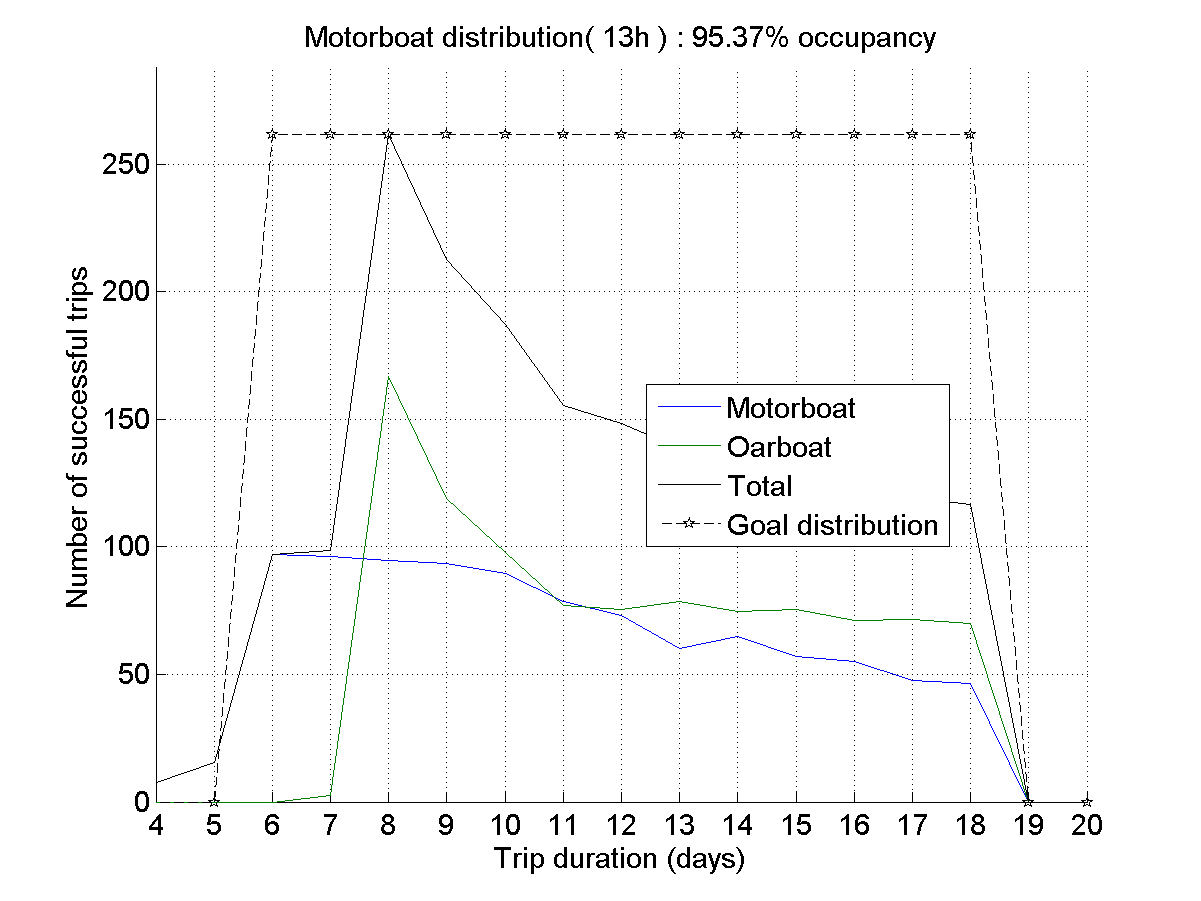 Motorboat distribution( 13h ) : 95.37% occupancy
Number of successful trips
250
200
150
100
50
0
Motorboat
Oarboat
Total
Goal distribution
4 5 6 7 8 9 10 11 12 13 14 15 16 17 18 19 20
Trip duration (days)